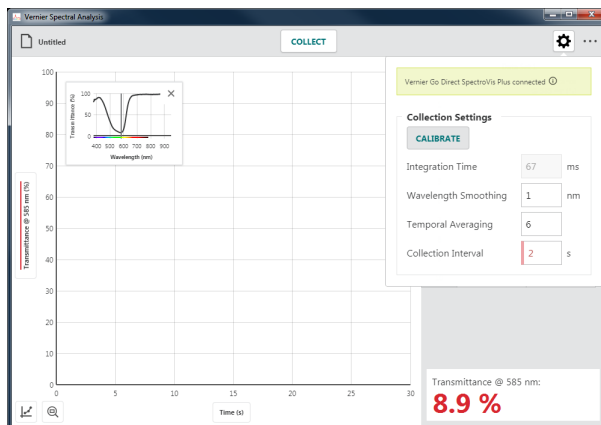 Vernier Spectral Analysis
Untitled
COLLECT
Vernier Go Direct SpectroVis Plus connected
Collection Settings
CALIBRATE
Integration Time 67 ms
Wavelength Smoothing 1 nm
Temporal Averaging 6
Collection Interval 2 s
100
90
80
70
60
50
40
30
20
10
0
Transmittance @ 585 nm (%)
Transmittance (%)
100
50
0
400 500 600 700 800 900
Wavelength (nm)
0 5 10 15 20 25 30
Time (s)
Transmittance @ 585 nm:
8.9 %